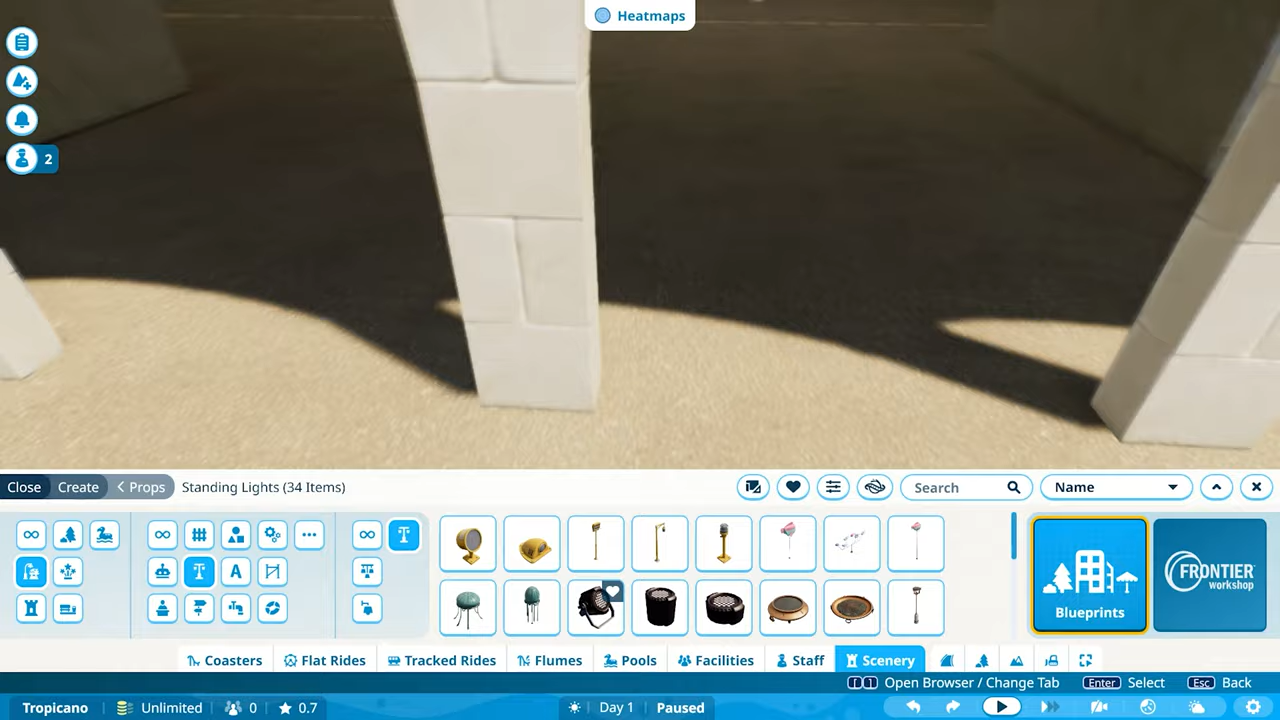 Heatmaps
2
Close Create Props Standing Lights (34 Items) Search Name
A
Blueprints
FRONTIER
workshop
Coasters Flat Rides Tracked Rides Flumes Pools Facilities Staff Scenery
[ ] Open Browser / Change Tab Enter Select Esc Back
Tropicano Unlimited 0 0.7 Day 1 Paused